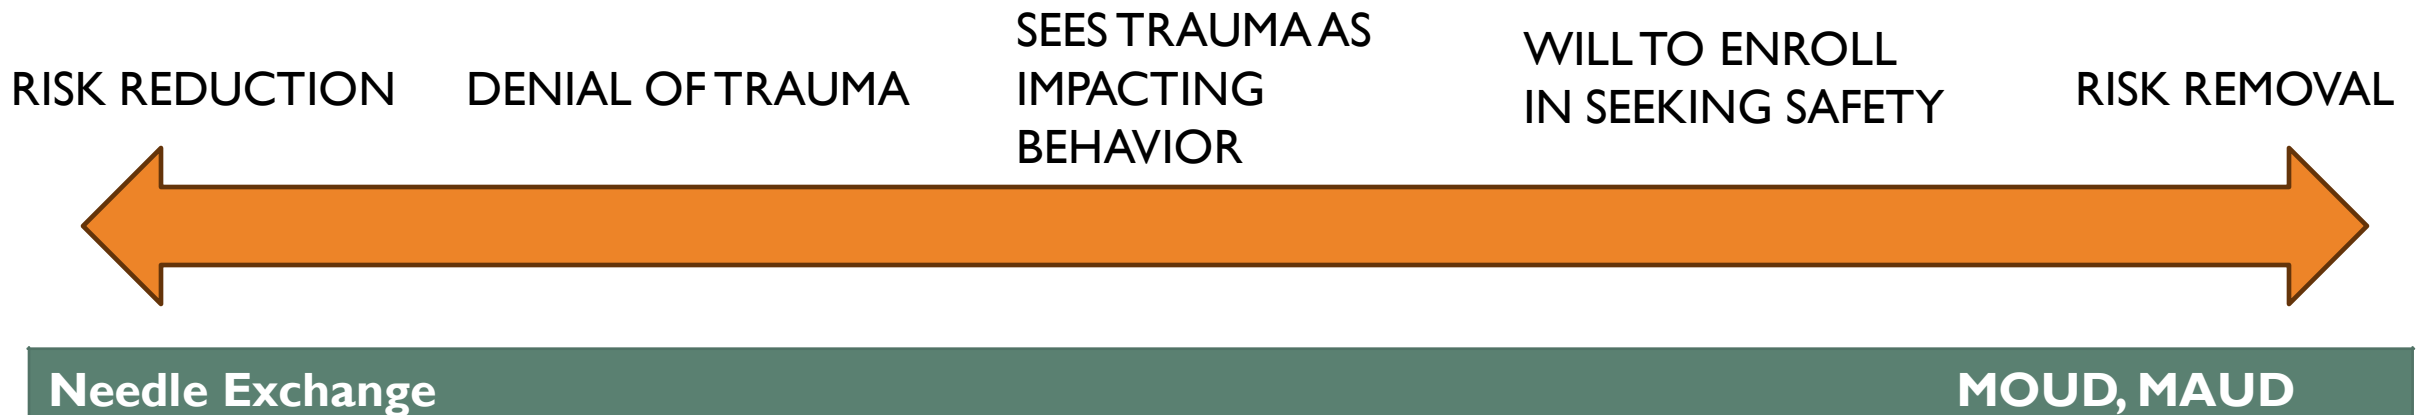 RISK REDUCTION
DENIAL OF TRAUMA
SEES TRAUMA AS
IMPACTING
BEHAVIOR
WILL TO ENROLL
IN SEEKING SAFETY
RISK REMOVAL
Needle Exchange
MOUD, MAUD